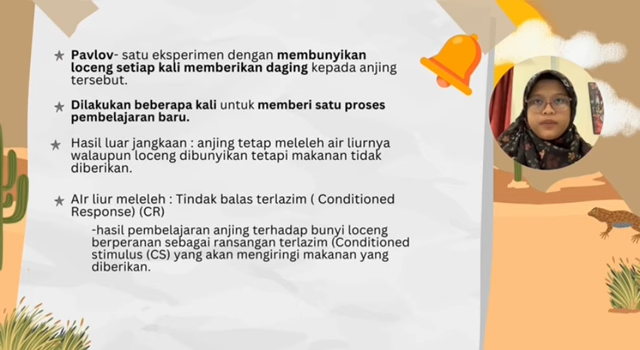 Pavlov- satu eksperimen dengan membunyikan
loceng setiap kali memberikan daging kepada anjing
tersebut.
Dilakukan beberapa kali untuk memberi satu proses
pembelajaran baru.
Hasil luar jangkaan : anjing tetap meleleh air liurnya
walaupun loceng dibunyikan tetapi makanan tidak
diberikan.
AIr liur meleleh : Tindak balas terlazim ( Conditioned
Response) (CR)
-hasil pembelajaran anjing terhadap bunyi loceng
berperanan sebagai ransangan terlazim (Conditioned
stimulus (CS) yang akan mengiringi makanan yang
diberikan.